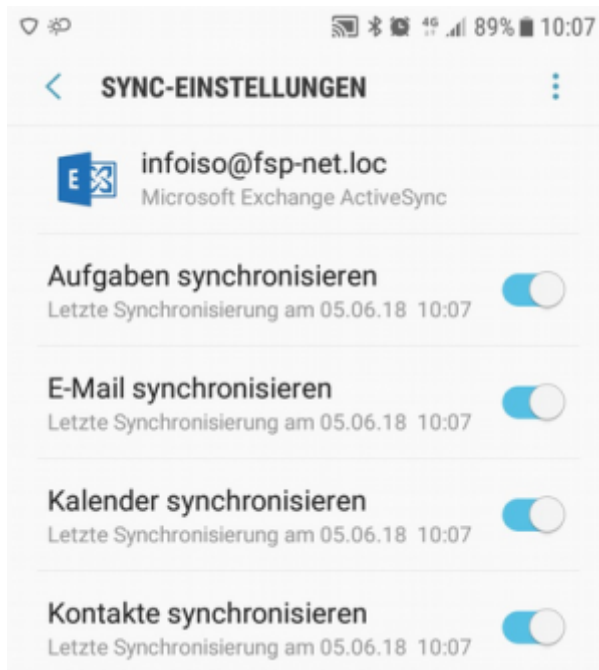 4G 89% 10:07
SYNC-EINSTELLUNGEN
E infoiso@fsp-net.loc
Microsoft Exchange ActiveSync
Aufgaben synchronisieren
Letzte Synchronisierung am 05.06.18 10:07
E-Mail synchronisieren
Letzte Synchronisierung am 05.06.18 10:07
Kalender synchronisieren
Letzte Synchronisierung am 05.06.18 10:07
Kontakte synchronisieren
Letzte Synchronisierung am 05.06.18 10:07